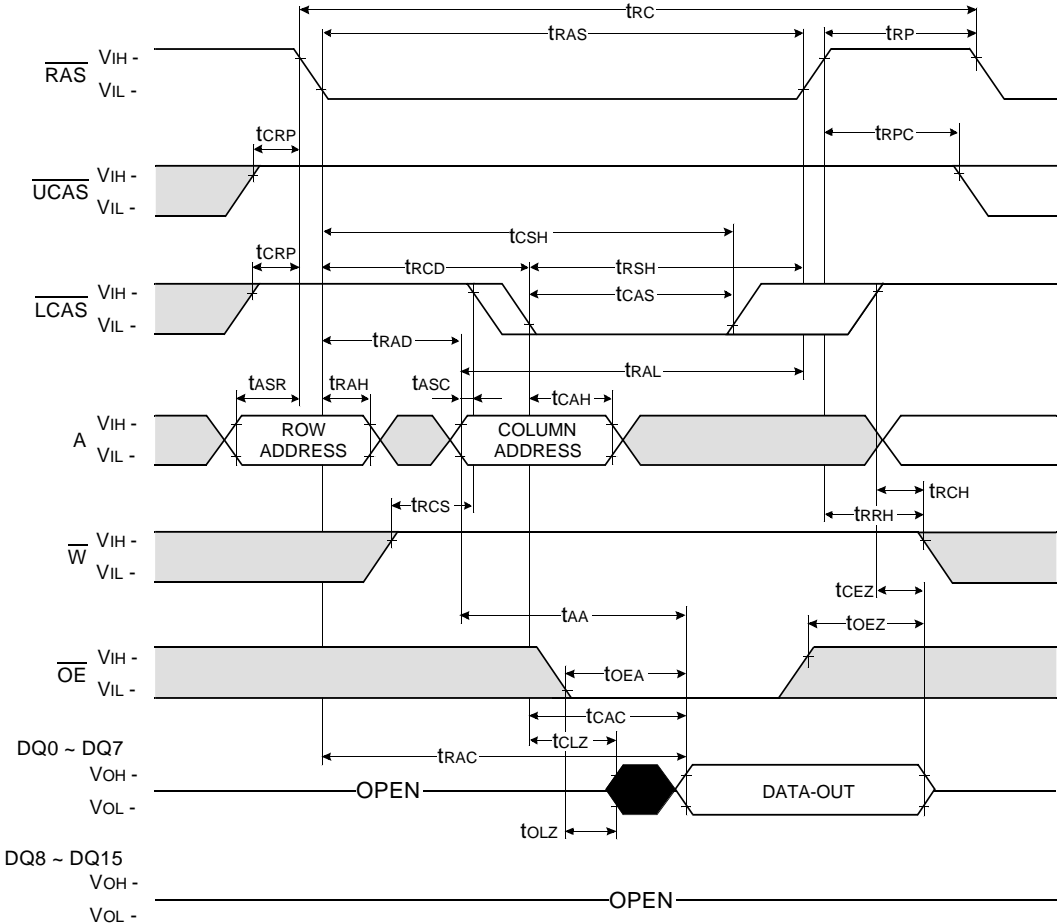 tRC
tRAS
tRP
RAS
VIH -
VIL -
tCRP
tRPC
UCAS
VIH -
VIL -
tCSH
tCRP
tRCD
tRSH
LCAS
VIH -
VIL -
tCAS
tRAD
tRAL
tASR
tRAH
tASC
tCAH
A
VIH -
VIL -
ROW
ADDRESS
COLUMN
ADDRESS
tRCS
tRCH
tRRH
W
VIH -
VIL -
tCEZ
tAA
tOEZ
OE
VIH -
VIL -
tOEA
tCAC
tCLZ
tRAC
DQ0 ~ DQ7
VOH -
VOL -
OPEN
DATA-OUT
tOLZ
DQ8 ~ DQ15
VOH -
VOL -
OPEN